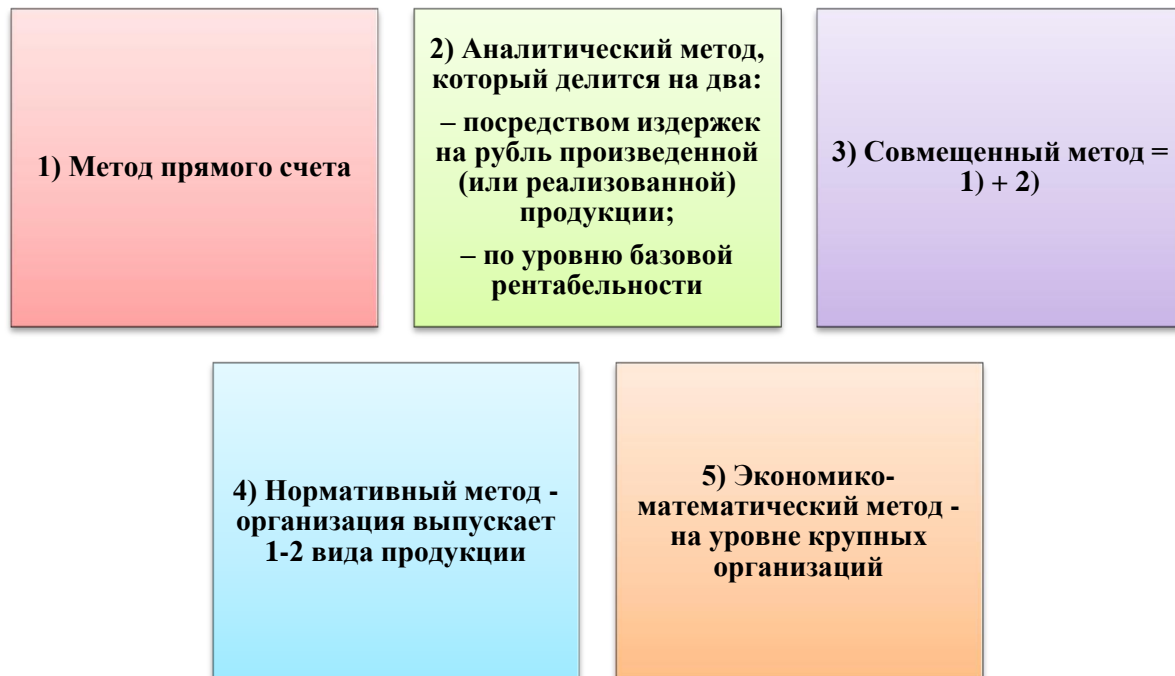 1) Метод прямого счета
2) Аналитический метод,
который делится на два:
– посредством издержек
на рубль произведенной
(или реализованной)
продукции;
– по уровню базовой
рентабельности
3) Совмещенный метод =
1) + 2)
4) Нормативный метод -
организация выпускает
1-2 вида продукции
5) Экономико-
математический метод -
на уровне крупных
организаций